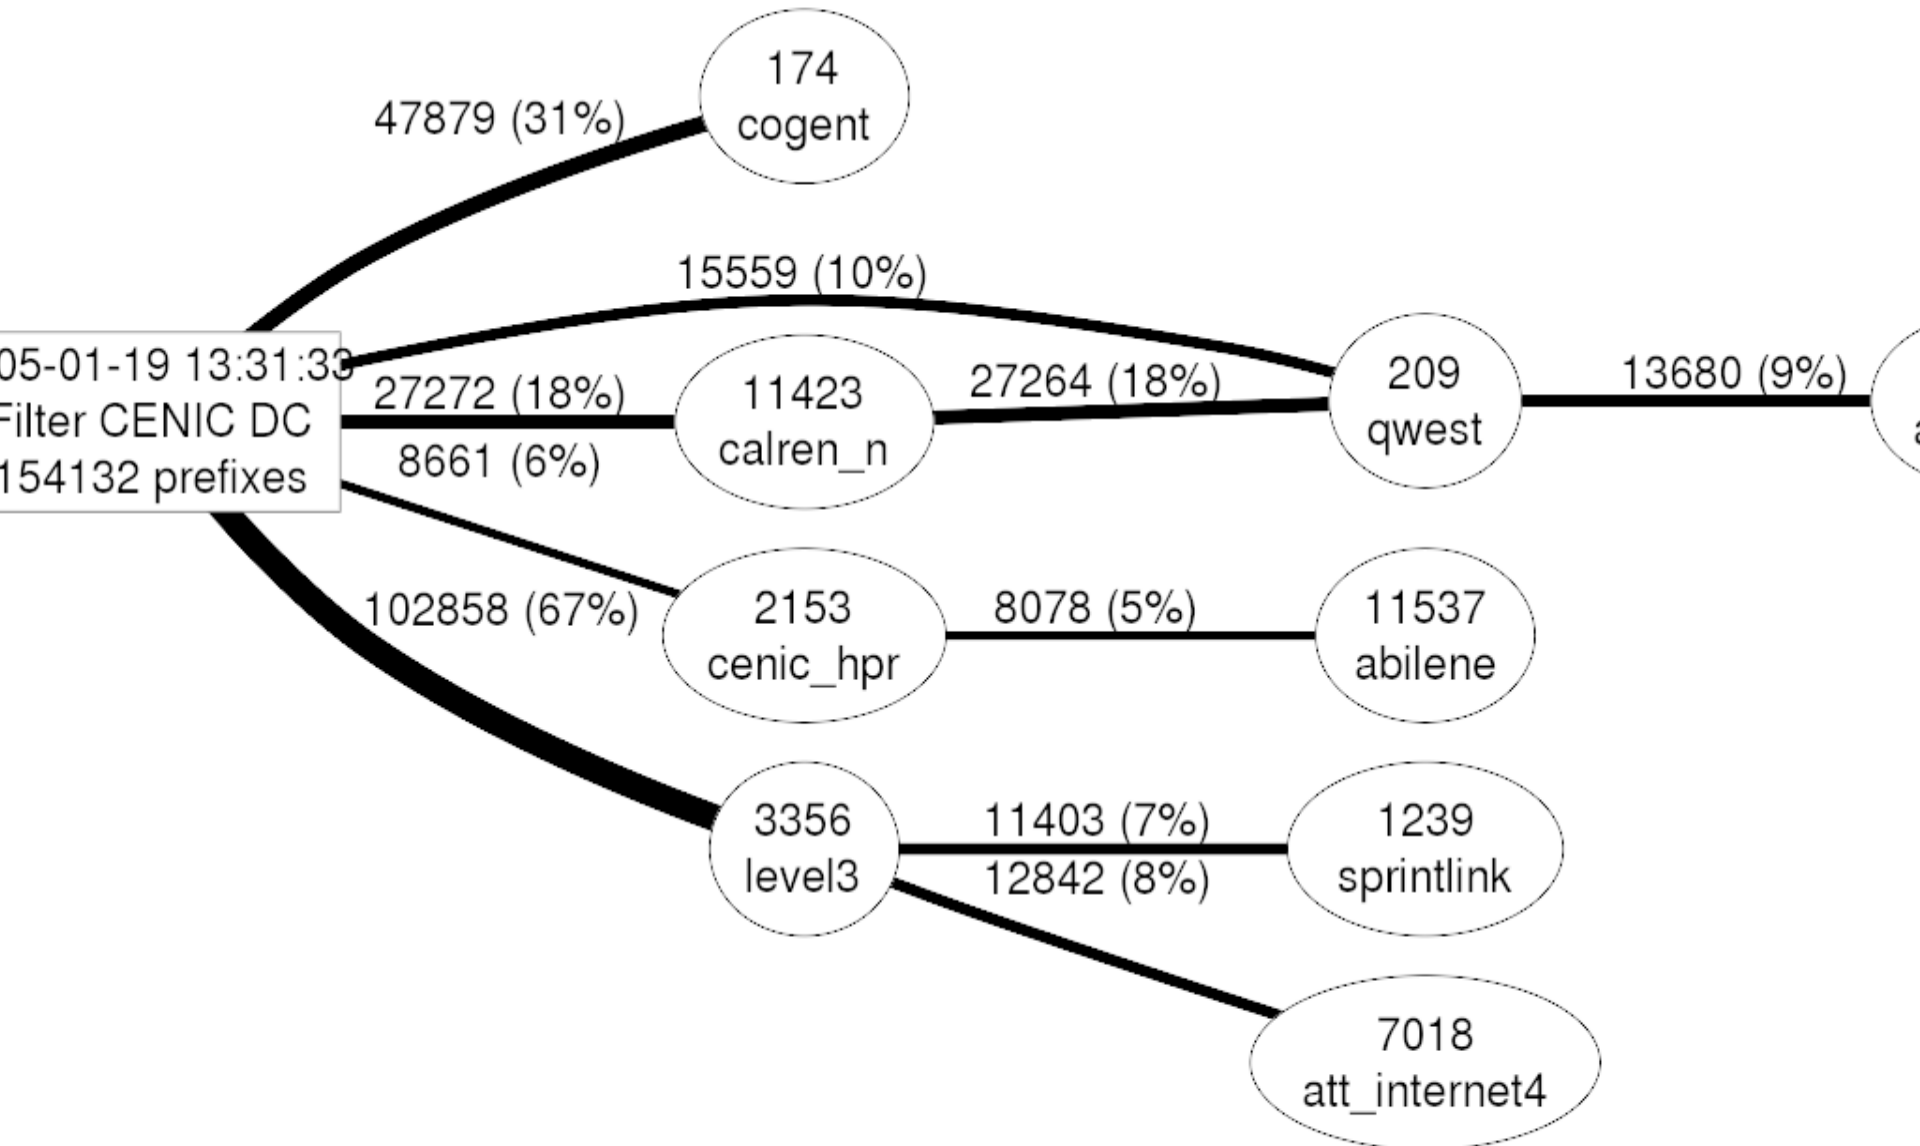 174
cogent
47879 (31%)
15559 (10%)
05-01-19 13:31:33
Filter CENIC DC
154132 prefixes
27272 (18%)
8661 (6%)
102858 (67%)
11423
calren_n
27264 (18%)
209
qwest
13680 (9%)
a
2153
cenic_hpr
8078 (5%)
11537
abilene
3356
level3
11403 (7%)
12842 (8%)
1239
sprintlink
7018
att_internet4